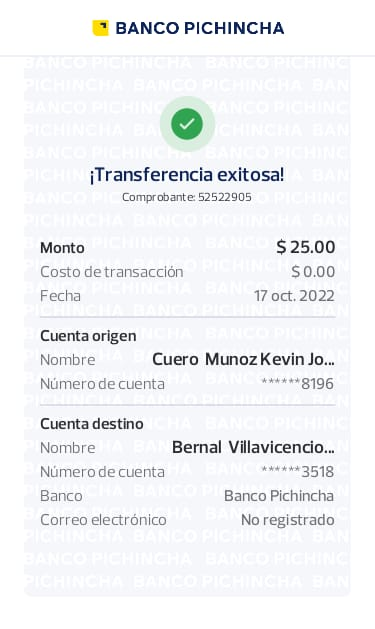 BANCO PICHINCHA
¡Transferencia exitosa!
Comprobante: 52522905
Monto $ 25.00
Costo de transacción $ 0.00
Fecha 17 oct. 2022
Cuenta origen
Nombre Cuero Munoz Kevin Jo...
Número de cuenta ******8196
Cuenta destino
Nombre Bernal Villavicencio...
Número de cuenta ******3518
Banco Banco Pichincha
Correo electrónico No registrado